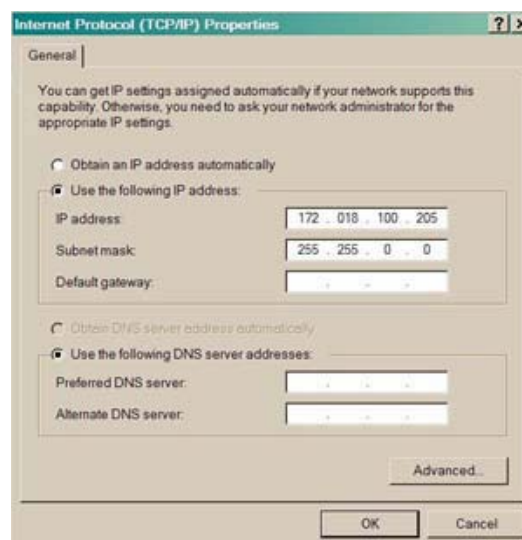 Internet Protocol (TCP/IP) Properties
? x
General
You can get IP settings assigned automatically if your network supports this
capability. Otherwise, you need to ask your network administrator for the
appropriate IP settings.
Obtain an IP address automatically
Use the following IP address:
IP address:
172 . 018 . 100 . 205
Subnet mask:
255 . 255 . 0 . 0
Default gateway:
. . .
Obtain DNS server address automatically
Use the following DNS server addresses:
Preferred DNS server:
. . .
Alternate DNS server:
. . .
Advanced...
OK
Cancel